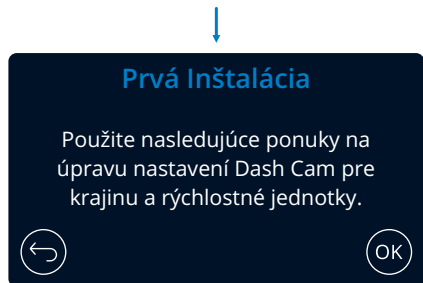 Prvá Inštalácia
Použite nasledujúce ponuky na
úpravu nastavení Dash Cam pre
krajinu a rýchlostné jednotky.
OK